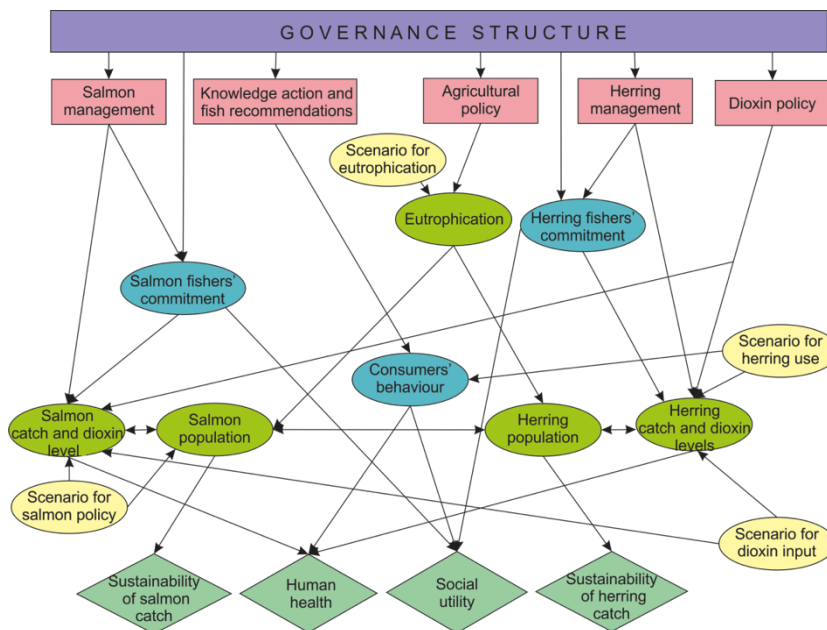 GOVERNANCE STRUCTURE
Salmon
management
Knowledge action and
fish recommendations
Agricultural
policy
Herring
management
Dioxin policy
Scenario for
eutrophication
Eutrophication
Herring fishers'
commitment
Salmon fishers'
commitment
Scenario for
herring use
Consumers'
behaviour
Salmon
catch and dioxin
level
Salmon
population
Herring
population
Herring
catch and dioxin
levels
Scenario for
salmon policy
Scenario for
dioxin input
Sustainability
of salmon
catch
Human
health
Social
utility
Sustainability of
herring
catch